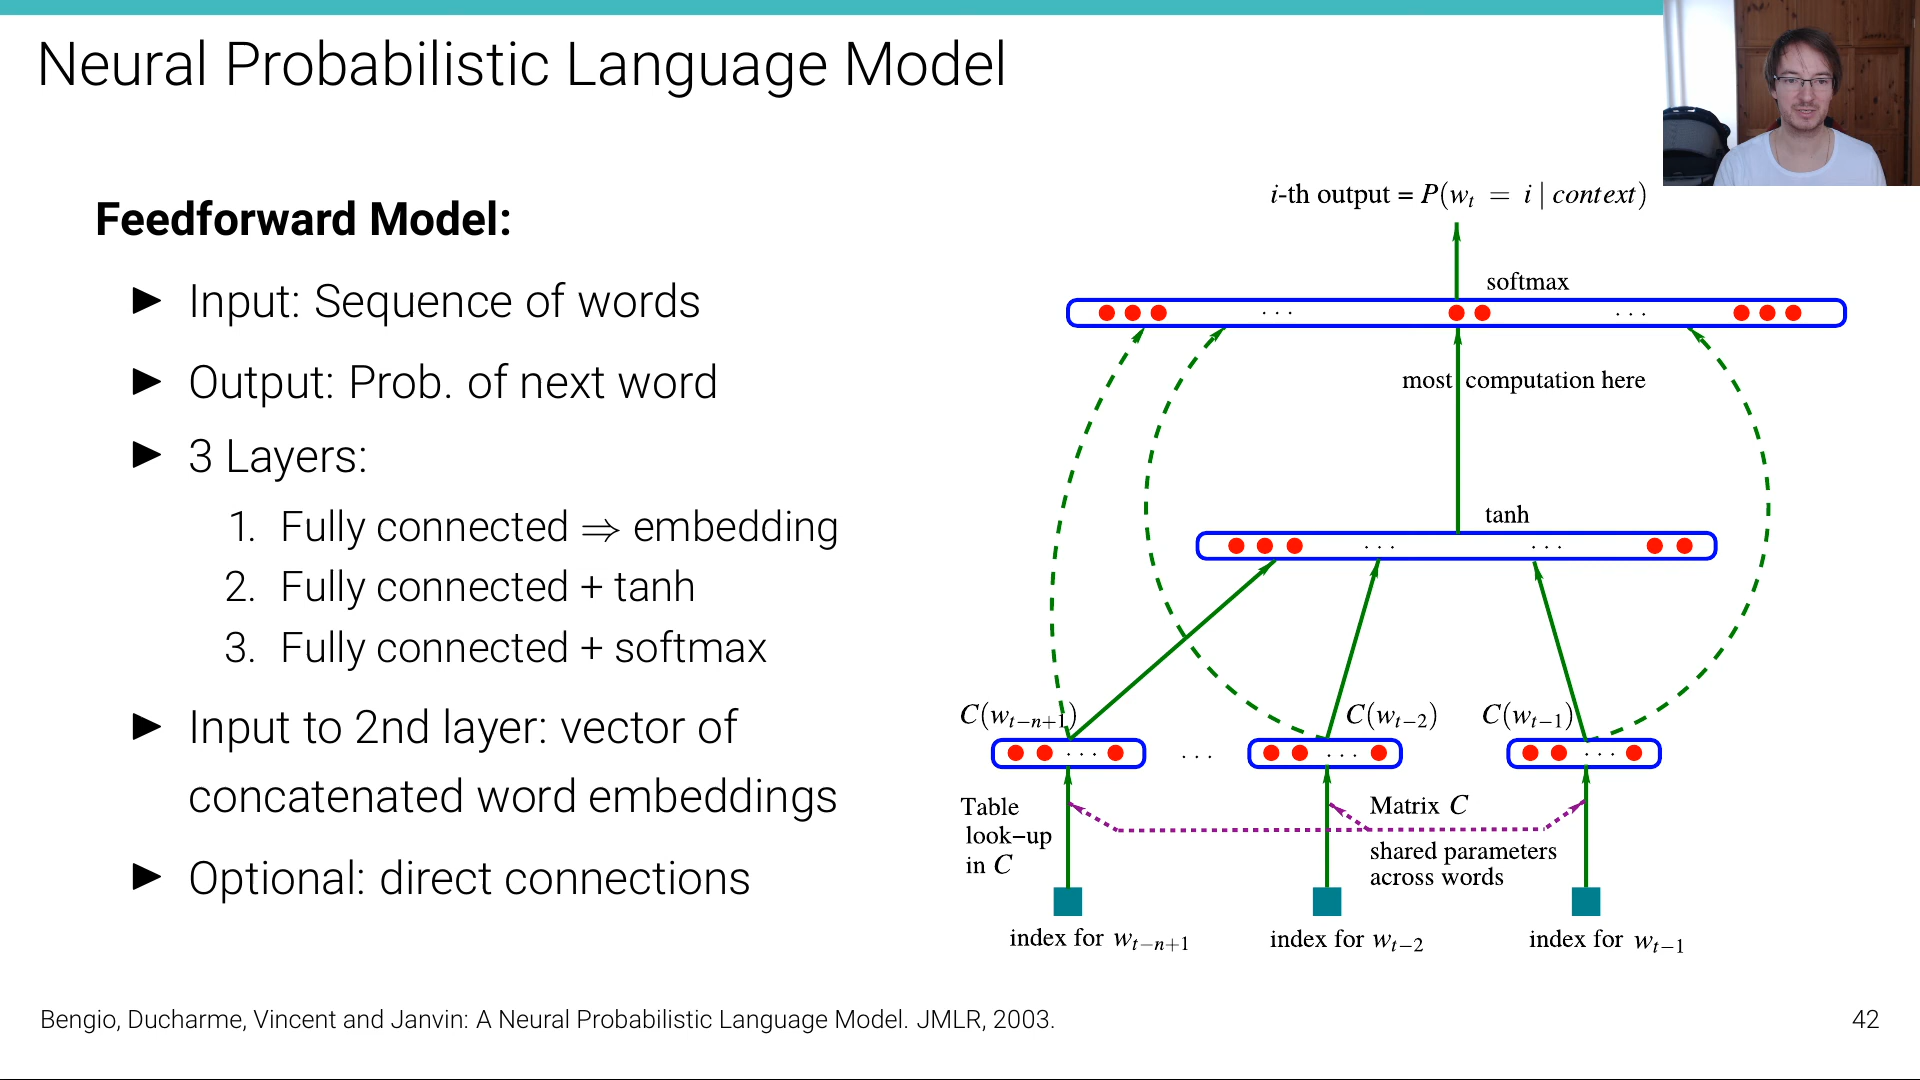 Neural Probabilistic Language Model
Feedforward Model:
▶ Input: Sequence of words
▶ Output: Prob. of next word
▶ 3 Layers:
1. Fully connected ⇒ embedding
2. Fully connected + tanh
3. Fully connected + softmax
▶ Input to 2nd layer: vector of
concatenated word embeddings
▶ Optional: direct connections
i-th output = P(w_t = i | context)
softmax
. . .
. . .
most computation here
tanh
. . .
. . .
C(w_{t−n+1})
C(w_{t−2})
C(w_{t−1})
. . .
. . .
. . .
. . .
Table
look−up
in C
Matrix C
shared parameters
across words
index for w_{t−n+1}
index for w_{t−2}
index for w_{t−1}
Bengio, Ducharme, Vincent and Janvin: A Neural Probabilistic Language Model. JMLR, 2003.
42